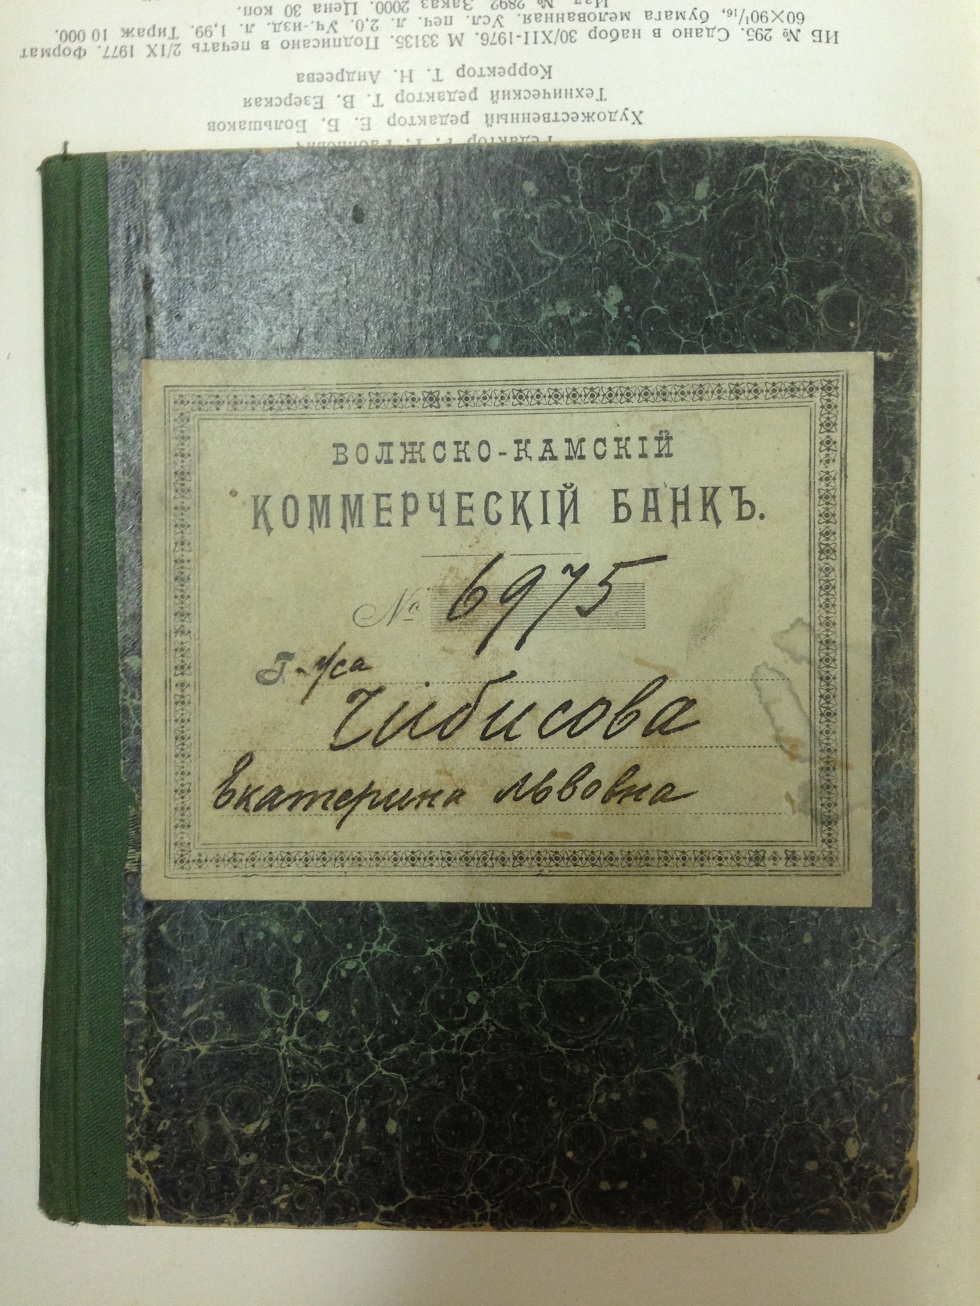 ИБ № 295. Сдано в набор 30/XII-1976. М 33135. Подписано в печать 2/IX 1977. Формат
60×90¹/₁₆, бумага мелованная. Усл. печ. л. 2,0. Уч.-изд. л. 1,99. Тираж 10 000.
Изд. № 2892. Заказ 2000. Цена 30 коп.
Корректор Т. Н. Андреева
Технический редактор Т. В. Езерская
Художественный редактор Е. Б. Большаков
Редактор Р. Г.
ВОЛЖСКО-КАМСКІЙ
КОММЕРЧЕСКІЙ БАНКЪ.
№ 6975
Г-жа
Чибисова
Екатерина Львовна